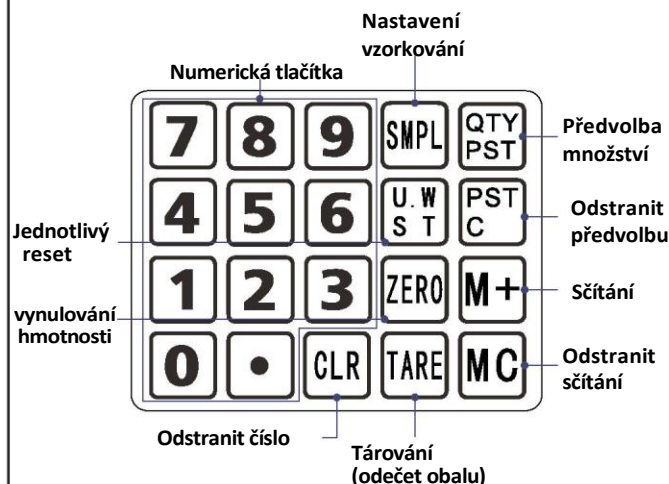 Nastavení
vzorkování
Numerická tlačítka
7 8 9 SMPL QTY PST
Předvolba
množství
4 5 6 U.W S T PST C
Odstranit
předvolbu
Jednotlivý
reset
1 2 3 ZERO M+
Sčítání
vynulování
hmotnosti
0 • CLR TARE MC
Odstranit
sčítání
Odstranit číslo
Tárování
(odečet obalu)